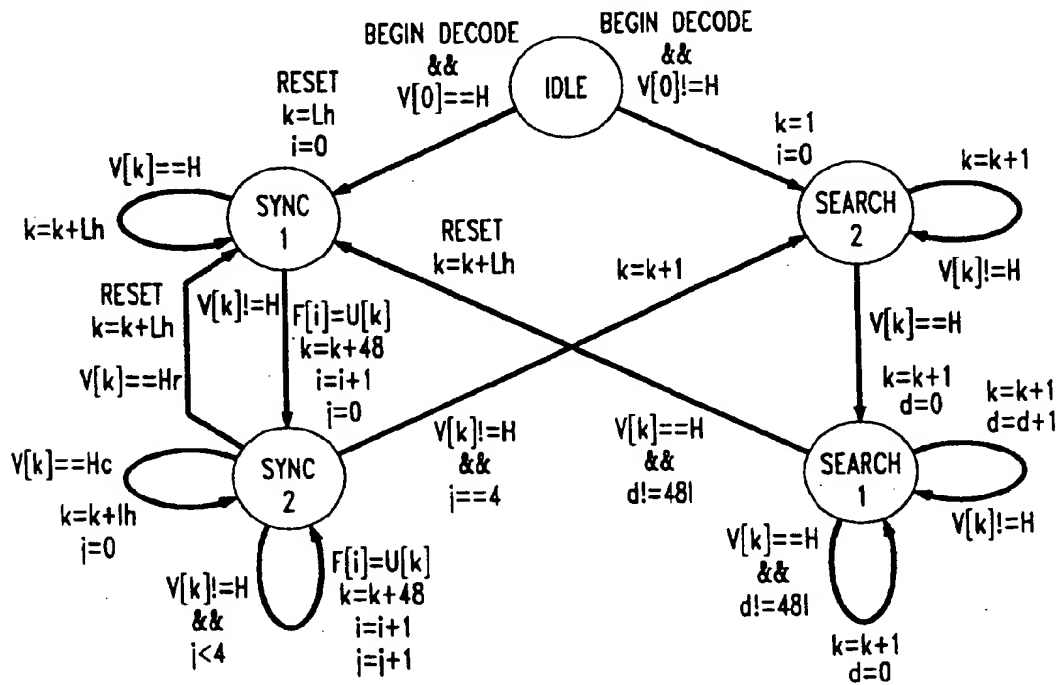 BEGIN DECODE
&&
V[0]==H
IDLE
BEGIN DECODE
&&
V[0]!=H
RESET
k=Lh
i=0
k=1
i=0
V[k]==H
k=k+Lh
SYNC
1
SEARCH
2
k=k+1
V[k]!=H
RESET
k=k+Lh
k=k+1
RESET
k=k+Lh
V[k]==Hr
V[k]!=H
F[i]=U[k]
k=k+48
i=i+1
j=0
V[k]==H
k=k+1
d=0
k=k+1
d=d+1
V[k]==Hc
k=k+lh
j=0
SYNC
2
V[k]!=H
&&
j==4
V[k]==H
&&
d!=48l
SEARCH
1
V[k]!=H
V[k]!=H
&&
j<4
F[i]=U[k]
k=k+48
i=i+1
j=j+1
V[k]==H
&&
d!=48l
k=k+1
d=0